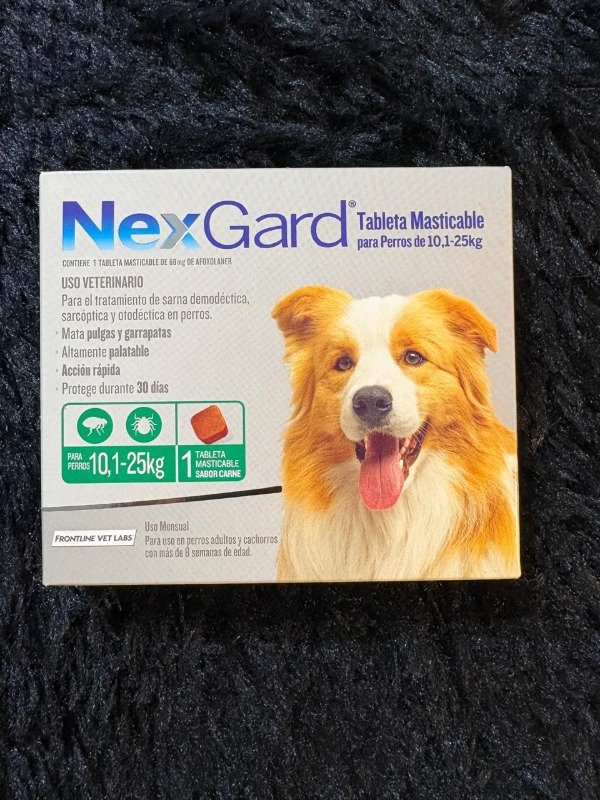 NexGard®
Tableta Masticable
para Perros de 10,1-25kg
CONTIENE 1 TABLETA MASTICABLE DE 68 mg DE AFOXOLANER
USO VETERINARIO
Para el tratamiento de sarna demodéctica,
sarcóptica y otodéctica en perros.
· Mata pulgas y garrapatas
· Altamente palatable
· Acción rápida
· Protege durante 30 días
PARA PERROS 10,1-25kg
1 TABLETA
MASTICABLE
SABOR CARNE
FRONTLINE VET LABS
Uso Mensual
Para uso en perros adultos y cachorros
con más de 8 semanas de edad.